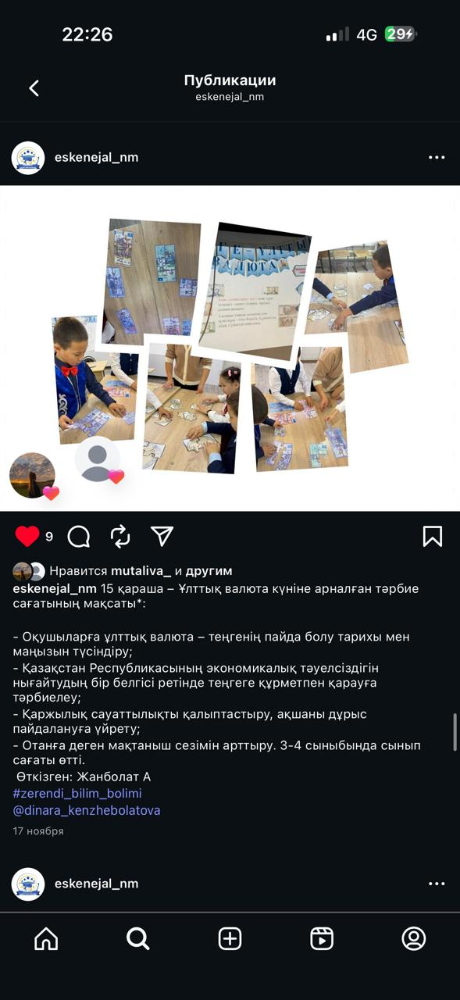 22:26
4G
29
Публикации
eskenejal_nm
eskenejal_nm
ТЕ – ҰЛТТЫ
ВАЛЮТА
9
Нравится mutaliva_ и другим
eskenejal_nm 15 қараша – Ұлттық валюта күніне арналған тәрбие
сағатының мақсаты*:
- Оқушыларға ұлттық валюта – теңгенің пайда болу тарихы мен
маңызын түсіндіру;
- Қазақстан Республикасының экономикалық тәуелсіздігін
нығайтудың бір белгісі ретінде теңгеге құрметпен қарауға
тәрбиелеу;
- Қаржылық сауаттылықты қалыптастыру, ақшаны дұрыс
пайдалануға үйрету;
- Отанға деген мақтаныш сезімін арттыру. 3-4 сыныбында сынып
сағаты өтті.
Өткізген: Жанболат А
#zerendi_bilim_bolimi
@dinara_kenzhebolatova
17 ноября
eskenejal_nm